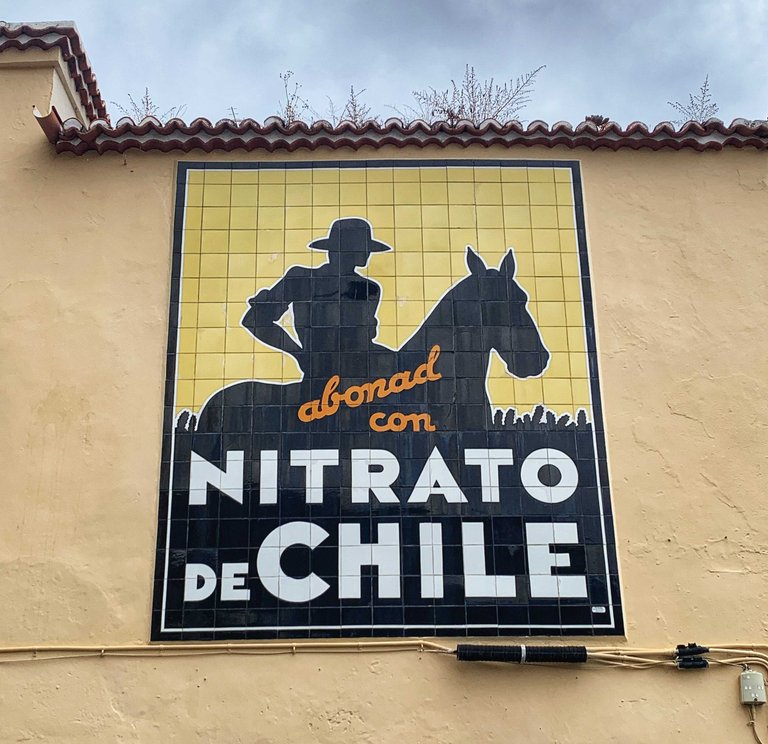 abonad
con
NITRATO
DE CHILE